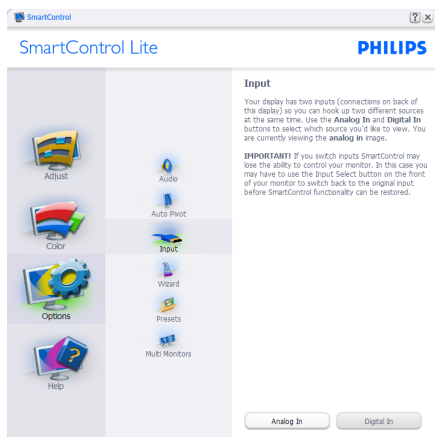 SmartControl
SmartControl Lite
PHILIPS
Adjust
Color
Options
Help
Audio
Auto Pivot
Input
Wizard
Presets
Multi Monitors
Input
Your display has two inputs (connections on back of
this display) so you can hook up two different sources
at the same time. Use the Analog In and Digital In
buttons to select which source you'd like to view. You
are currently viewing the analog in image.
IMPORTANT! If you switch inputs SmartControl may
lose the ability to control your monitor. In this case you
may have to use the Input Select button on the front
of your monitor to switch back to the original input
before SmartControl functionality can be restored.
Analog In
Digital In